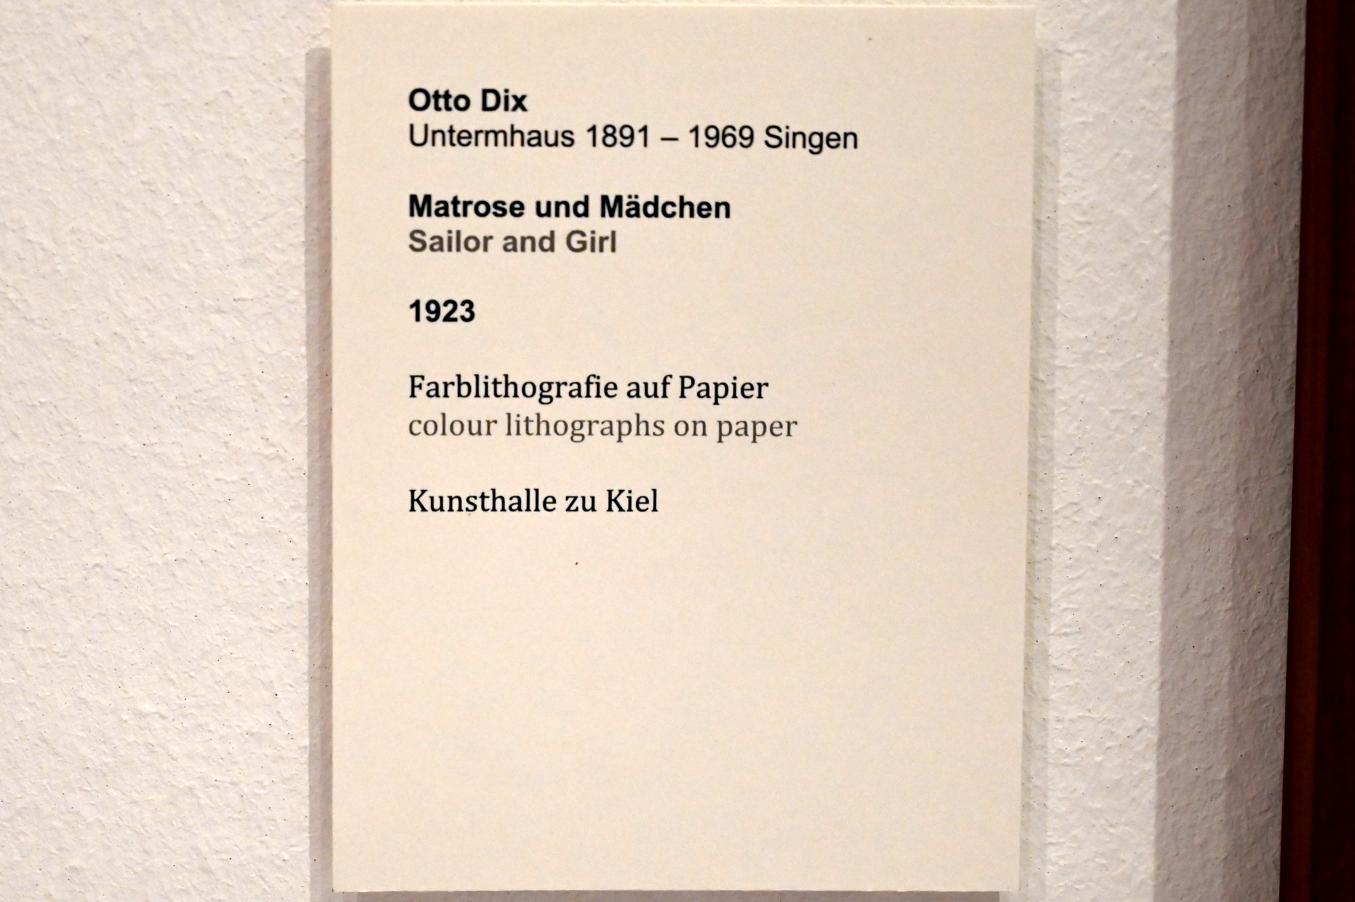 Otto Dix
Untermhaus 1891 – 1969 Singen
Matrose und Mädchen
Sailor and Girl
1923
Farblithografie auf Papier
colour lithographs on paper
Kunsthalle zu Kiel